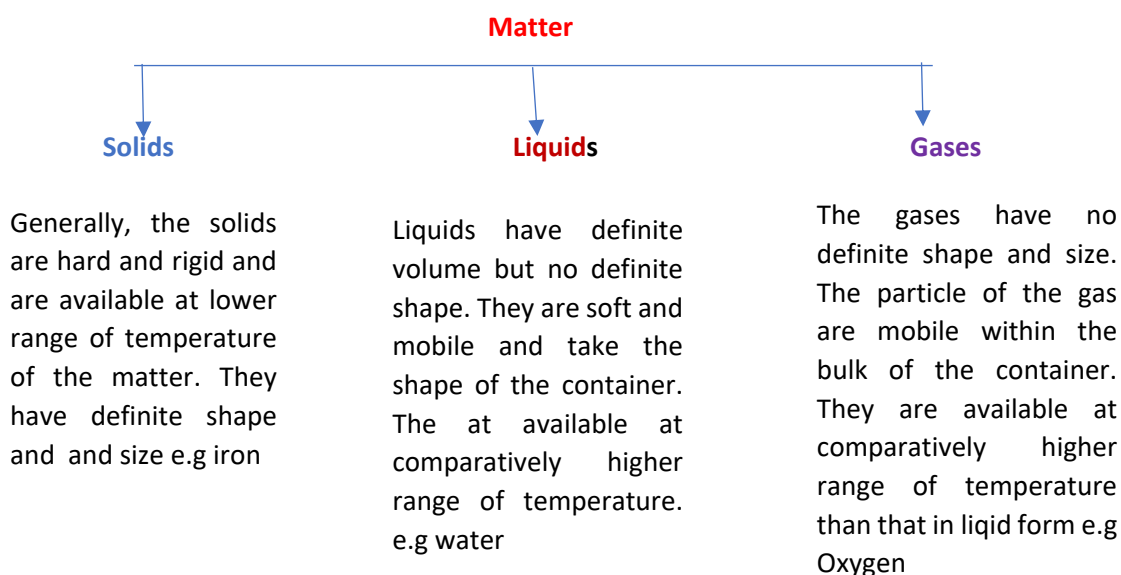 Matter
Solids
Liquids
Gases
Generally, the solids
are hard and rigid and
are available at lower
range of temperature
of the matter. They
have definite shape
and and size e.g iron
Liquids have definite
volume but no definite
shape. They are soft and
mobile and take the
shape of the container.
The at available at
comparatively higher
range of temperature.
e.g water
The gases have no
definite shape and size.
The particle of the gas
are mobile within the
bulk of the container.
They are available at
comparatively higher
range of temperature
than that in liqid form e.g
Oxygen